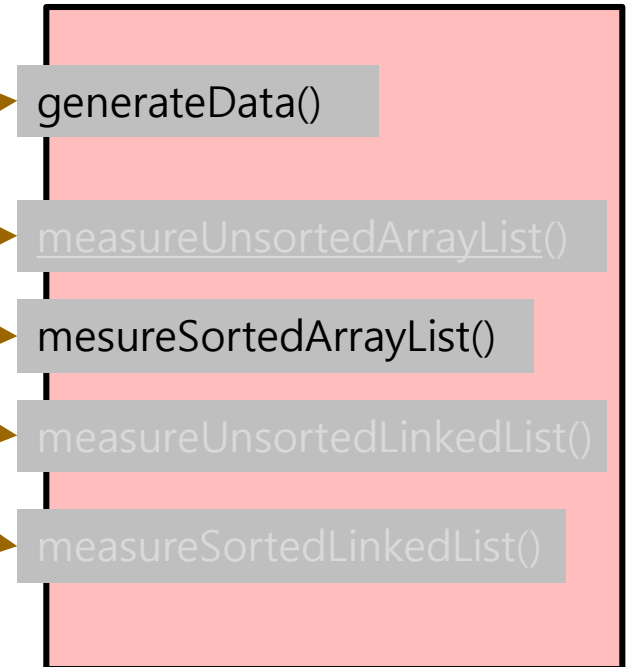 generateData()
measureUnsortedArrayList()
mesureSortedArrayList()
measureUnsortedLinkedList()
measureSortedLinkedList()